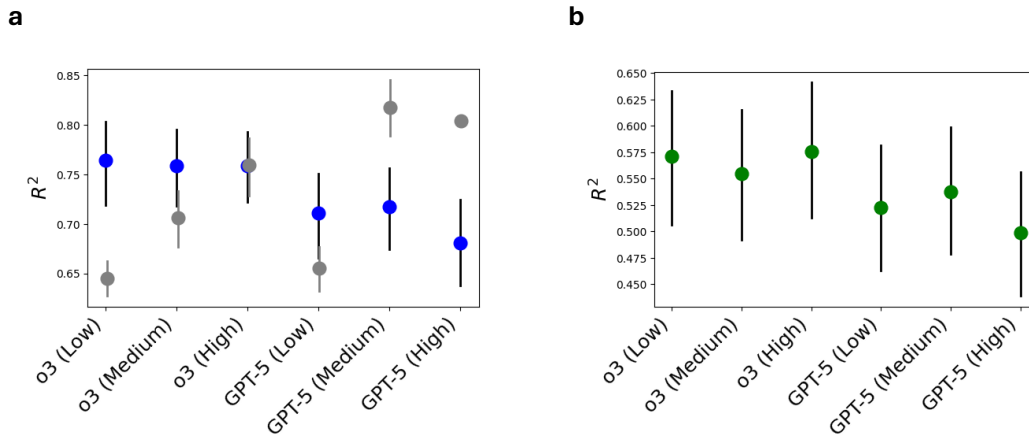 a
0.85
0.80
0.75
0.70
0.65
R²
o3 (Low)
o3 (Medium)
o3 (High)
GPT-5 (Low)
GPT-5 (Medium)
GPT-5 (High)
b
0.650
0.625
0.600
0.575
0.550
0.525
0.500
0.475
0.450
R²
o3 (Low)
o3 (Medium)
o3 (High)
GPT-5 (Low)
GPT-5 (Medium)
GPT-5 (High)